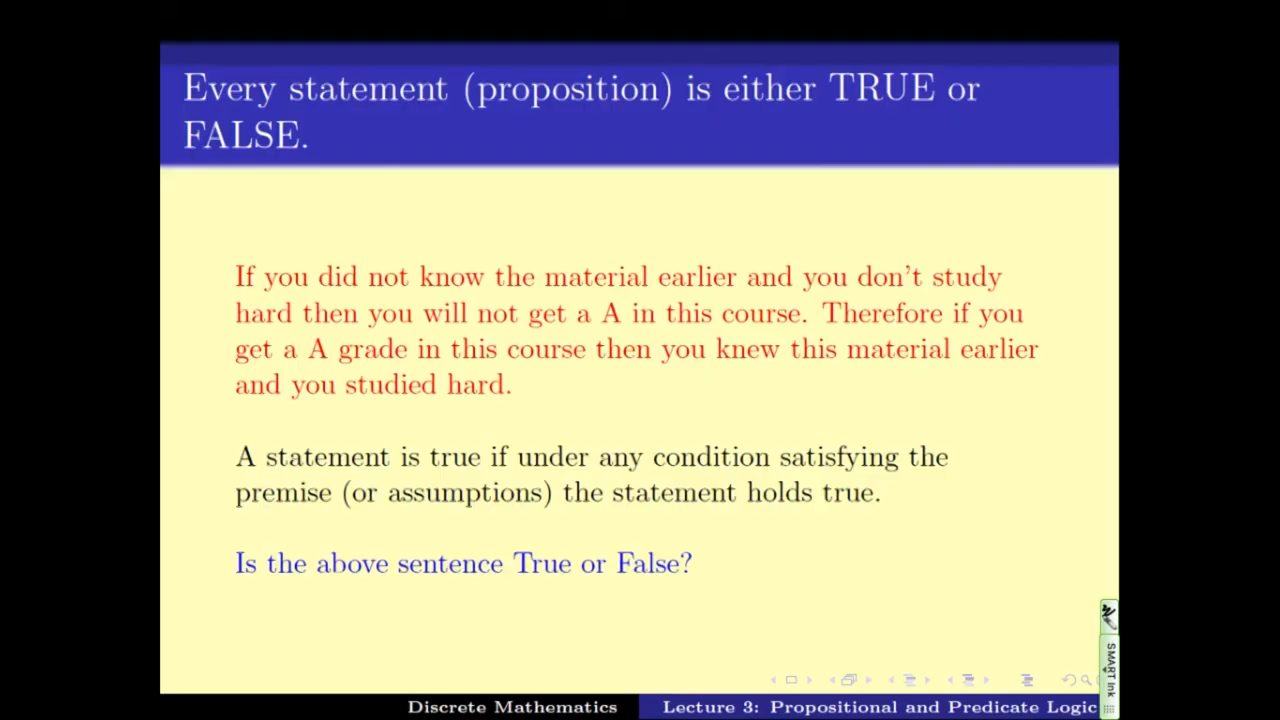 Every statement (proposition) is either TRUE or
FALSE.
If you did not know the material earlier and you don't study
hard then you will not get a A in this course. Therefore if you
get a A grade in this course then you knew this material earlier
and you studied hard.
A statement is true if under any condition satisfying the
premise (or assumptions) the statement holds true.
Is the above sentence True or False?
SMART Ink
Discrete Mathematics
Lecture 3: Propositional and Predicate Logic